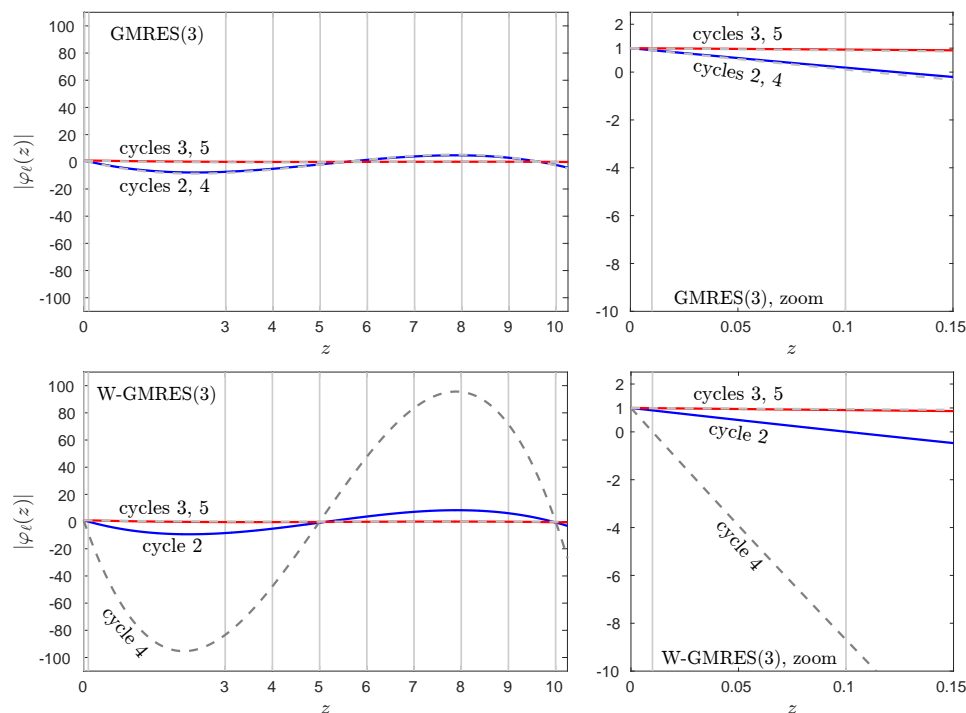 GMRES(3)
100
80
60
40
20
0
-20
-40
-60
-80
-100
|φℓ(z)|
cycles 3, 5
cycles 2, 4
0 3 4 5 6 7 8 9 10
z
2
1
0
-2
-4
-6
-8
-10
cycles 3, 5
cycles 2, 4
GMRES(3), zoom
0 0.05 0.1 0.15
z
W-GMRES(3)
100
80
60
40
20
0
-20
-40
-60
-80
-100
|φℓ(z)|
cycles 3, 5
cycle 2
cycle 4
0 3 4 5 6 7 8 9 10
z
2
1
0
-2
-4
-6
-8
-10
cycles 3, 5
cycle 2
cycle 4
W-GMRES(3), zoom
0 0.05 0.1 0.15
z